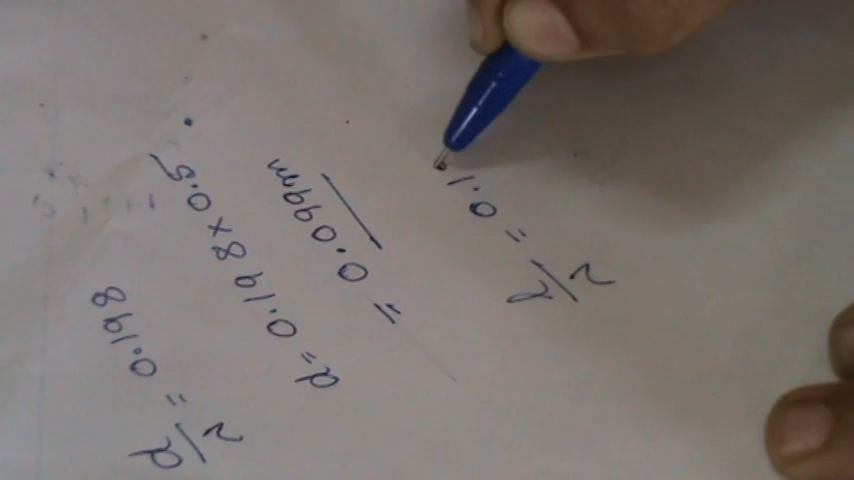 d/r = 0.198
d = 0.198 × 0.5
= 0.099m
l/r = 0.1